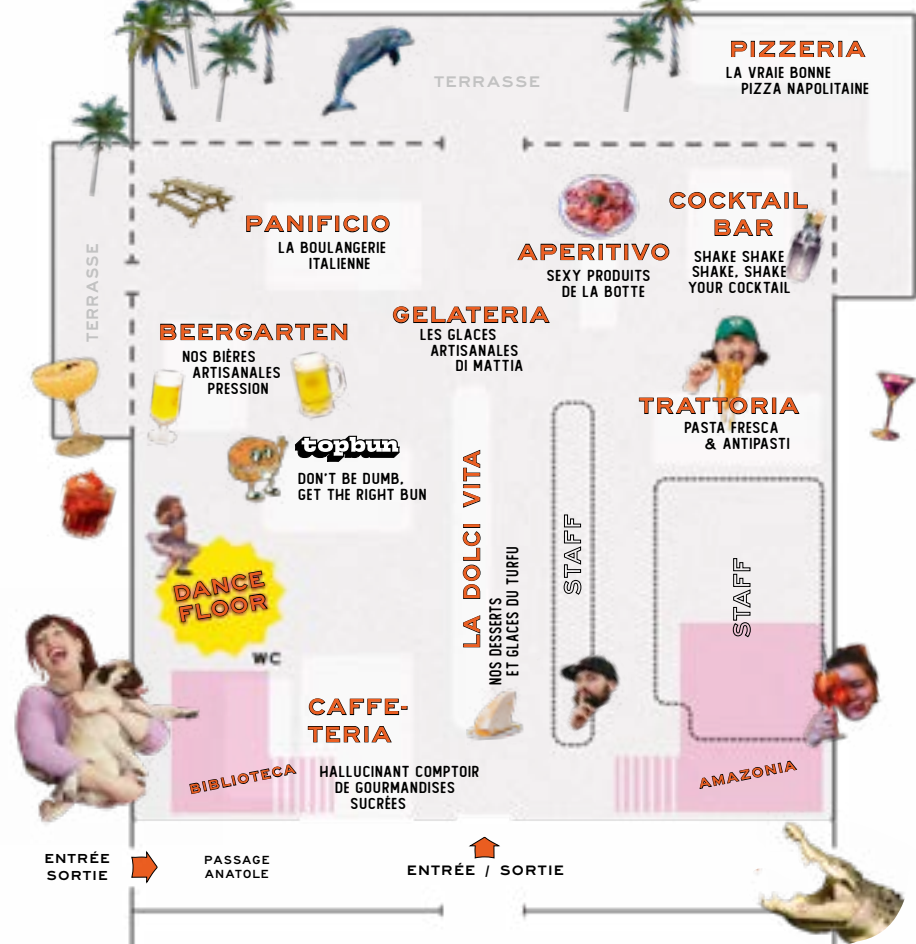 PIZZERIA
LA VRAIE BONNE
PIZZA NAPOLITAINE
TERRASSE
COCKTAIL
BAR
SHAKE SHAKE
SHAKE, SHAKE
YOUR COCKTAIL
PANIFICIO
LA BOULANGERIE
ITALIENNE
APERITIVO
SEXY PRODUITS
DE LA BOTTE
TERRASSE
GELATERIA
LES GLACES
ARTISANALES
DI MATTIA
BEERGARTEN
NOS BIÈRES
ARTISANALES
PRESSION
TRATTORIA
PASTA FRESCA
& ANTIPASTI
topbun
DON'T BE DUMB,
GET THE RIGHT BUN
LA DOLCI VITA
NOS DESSERTS
ET GLACES DU TURFU
STAFF
STAFF
DANCE
FLOOR
WC
CAFFE-
TERIA
HALLUCINANT COMPTOIR
DE GOURMANDISES
SUCRÉES
BIBLIOTECA
AMAZONIA
ENTRÉE
SORTIE
PASSAGE
ANATOLE
ENTRÉE / SORTIE